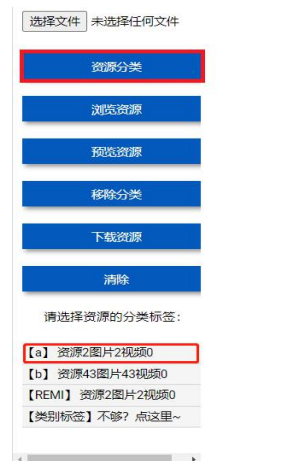 选择文件 未选择任何文件
资源分类
浏览资源
预览资源
移除分类
下载资源
清除
请选择资源的分类标签：
【a】 资源2图片2视频0
【b】 资源43图片43视频0
【REMI】 资源2图片2视频0
【类别标签】不够？点这里~